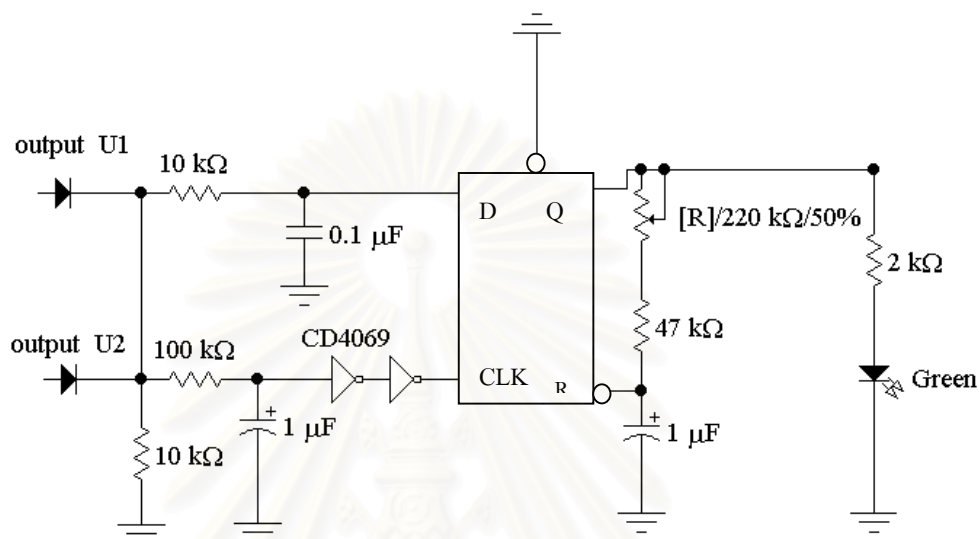 output U1
10 kΩ
D
Q
[R]/220 kΩ/50%
0.1 μF
2 kΩ
47 kΩ
output U2
100 kΩ
CD4069
CLK
R
Green
+
1 μF
+
1 μF
10 kΩ